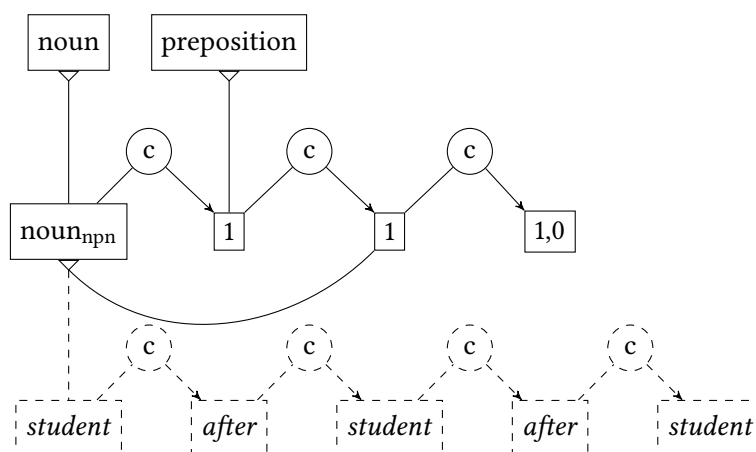 noun preposition
c c c
noun_npn 1 1 1,0
c c c c
student after student after student